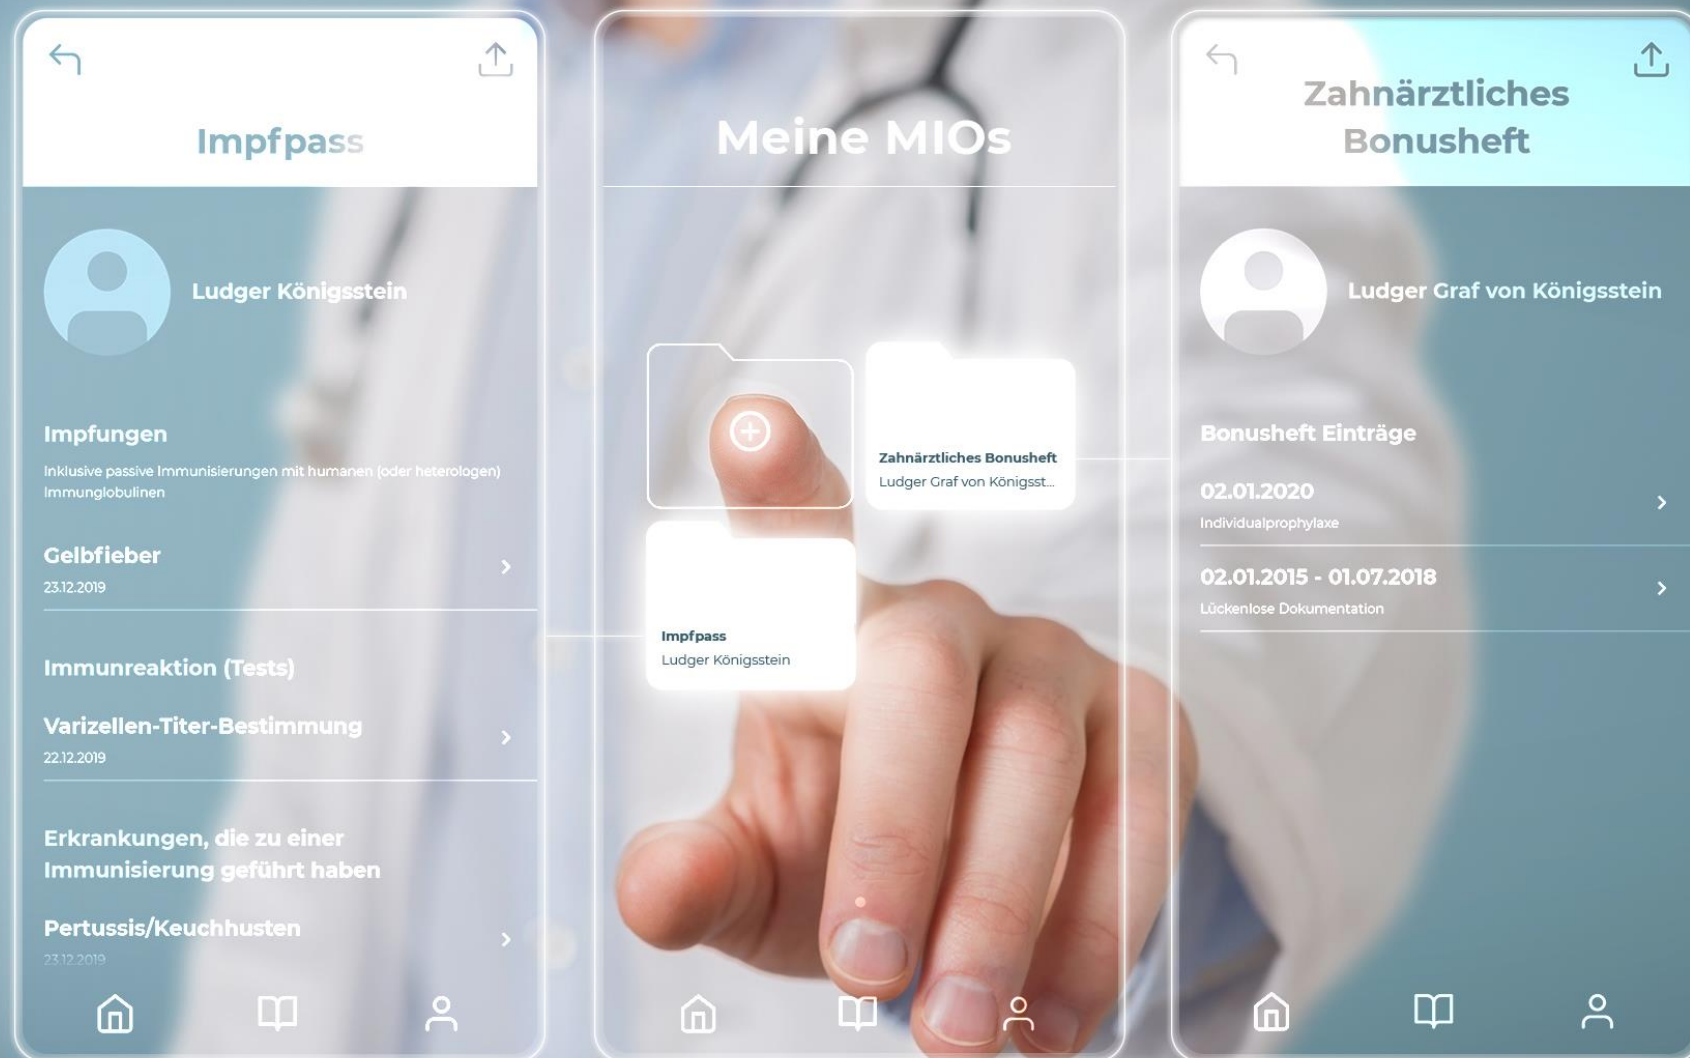 Impfpass
Ludger Königsstein
Impfungen
Inklusive passive Immunisierungen mit humanen (oder heterologen)
Immunglobulinen
Gelbfieber
23.12.2019
Immunreaktion (Tests)
Varizellen-Titer-Bestimmung
22.12.2019
Erkrankungen, die zu einer
Immunisierung geführt haben
Pertussis/Keuchhusten
23.12.2019
Meine MIOs
Zahnärztliches Bonusheft
Ludger Graf von Königsst...
Impfpass
Ludger Königsstein
Zahnärztliches
Bonusheft
Ludger Graf von Königsstein
Bonusheft Einträge
02.01.2020
Individualprophylaxe
02.01.2015 - 01.07.2018
Lückenlose Dokumentation